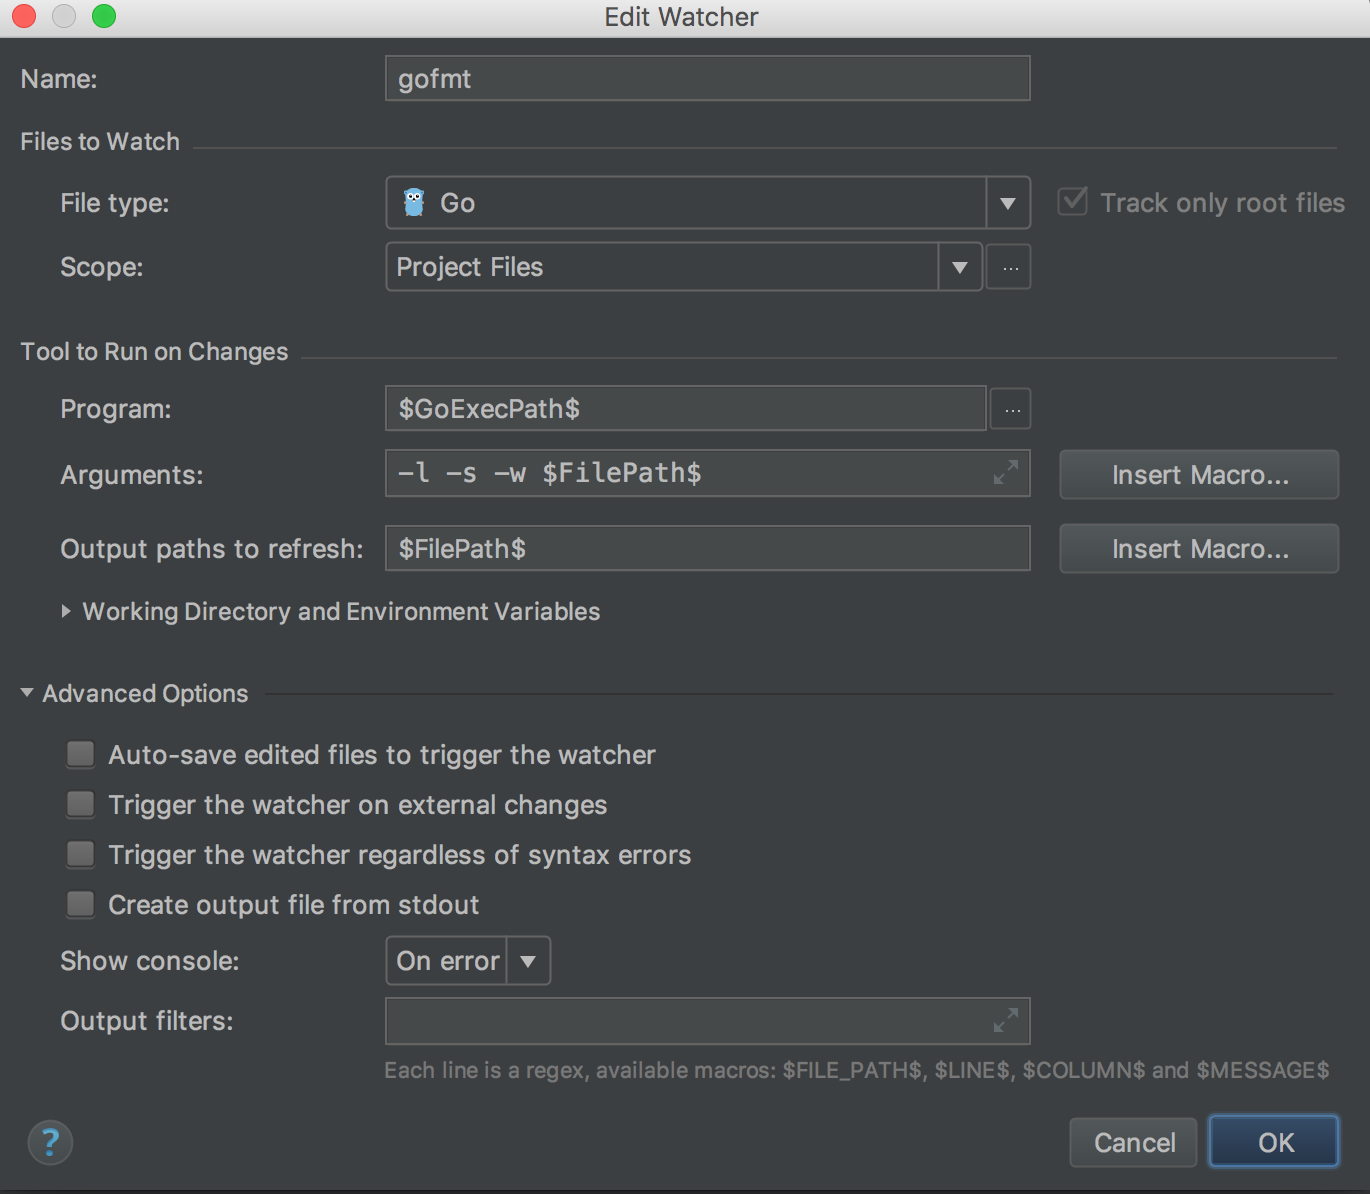 Edit Watcher
Name: gofmt
Files to Watch
File type: Go Track only root files
Scope: Project Files ...
Tool to Run on Changes
Program: $GoExecPath$ ...
Arguments: -l -s -w $FilePath$ Insert Macro...
Output paths to refresh: $FilePath$ Insert Macro...
Working Directory and Environment Variables
Advanced Options
Auto-save edited files to trigger the watcher
Trigger the watcher on external changes
Trigger the watcher regardless of syntax errors
Create output file from stdout
Show console: On error
Output filters:
Each line is a regex, available macros: $FILE_PATH$, $LINE$, $COLUMN$ and $MESSAGE$
? Cancel OK